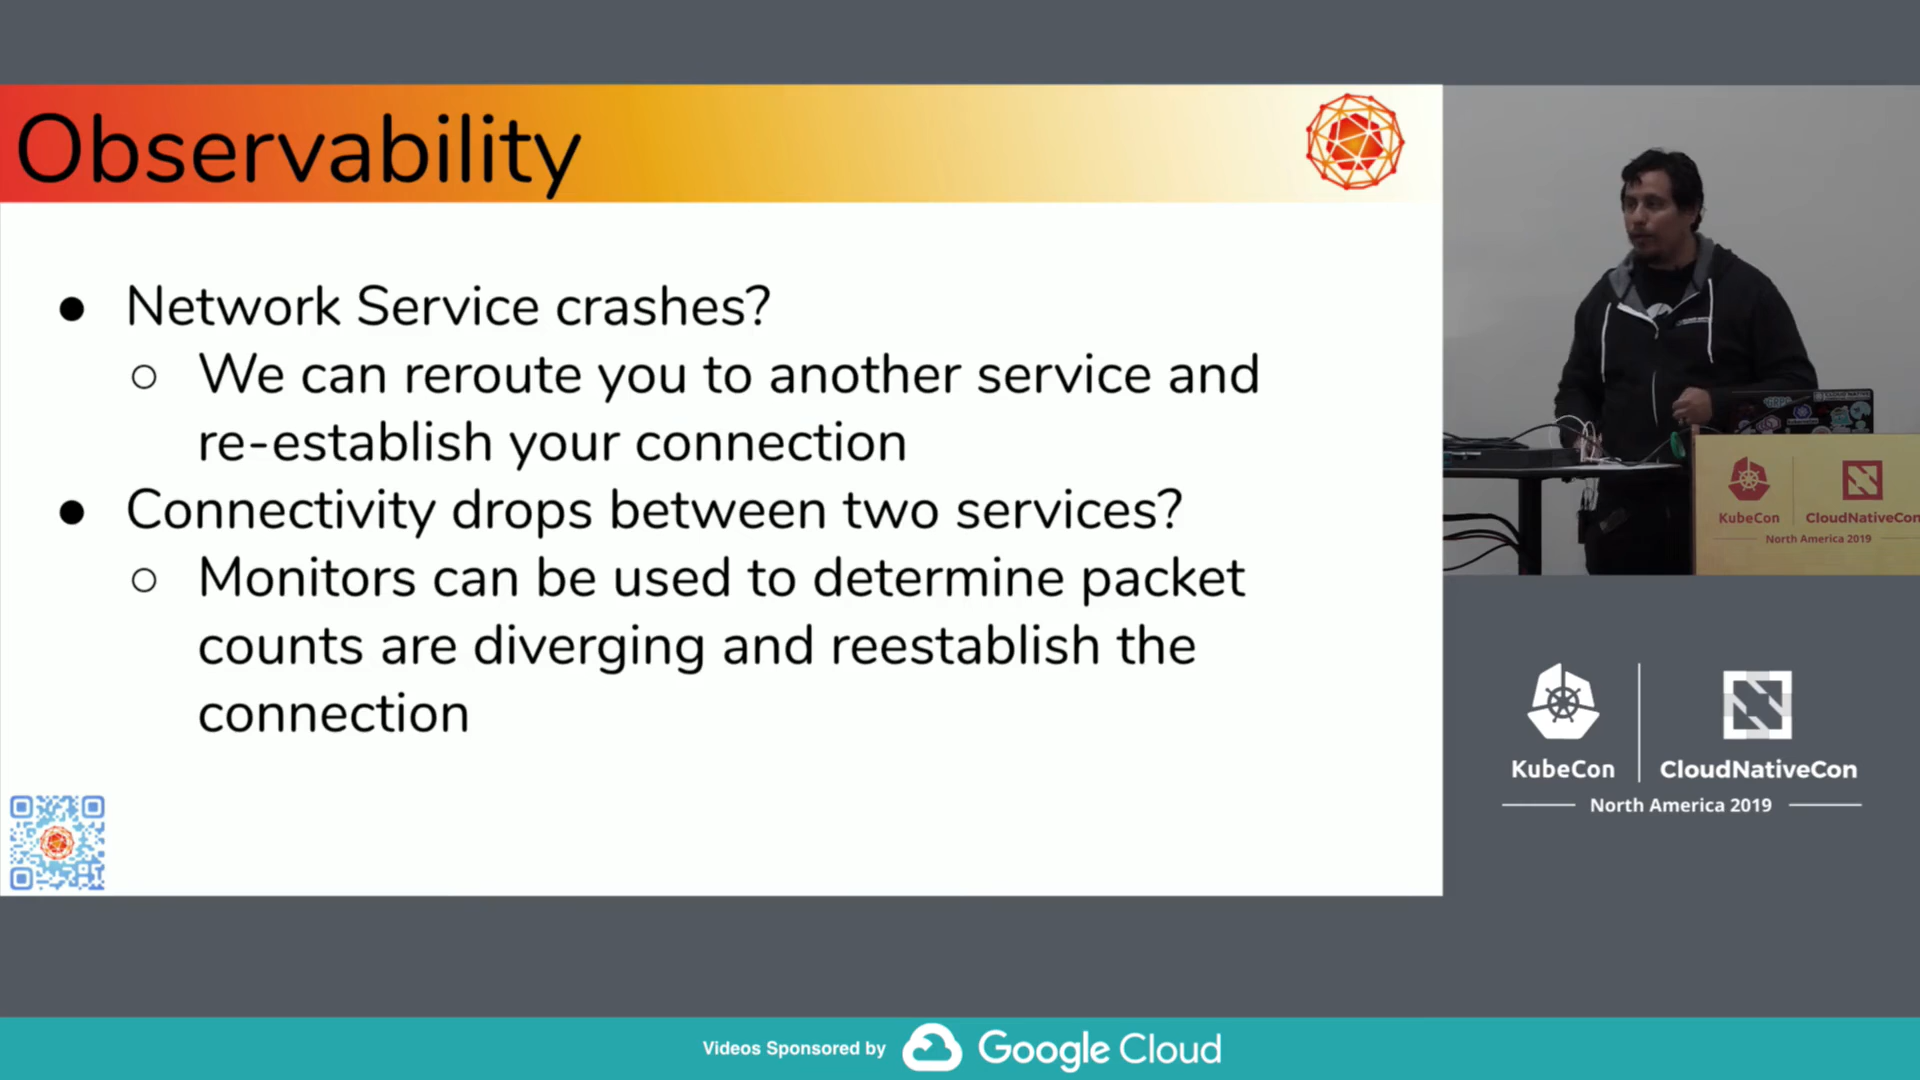 Observability
● Network Service crashes?
○ We can reroute you to another service and
re-establish your connection
● Connectivity drops between two services?
○ Monitors can be used to determine packet
counts are diverging and reestablish the
connection
KubeCon
CloudNativeCon
North America 2019
KubeCon
CloudNativeCon
North America 2019
Videos Sponsored by Google Cloud